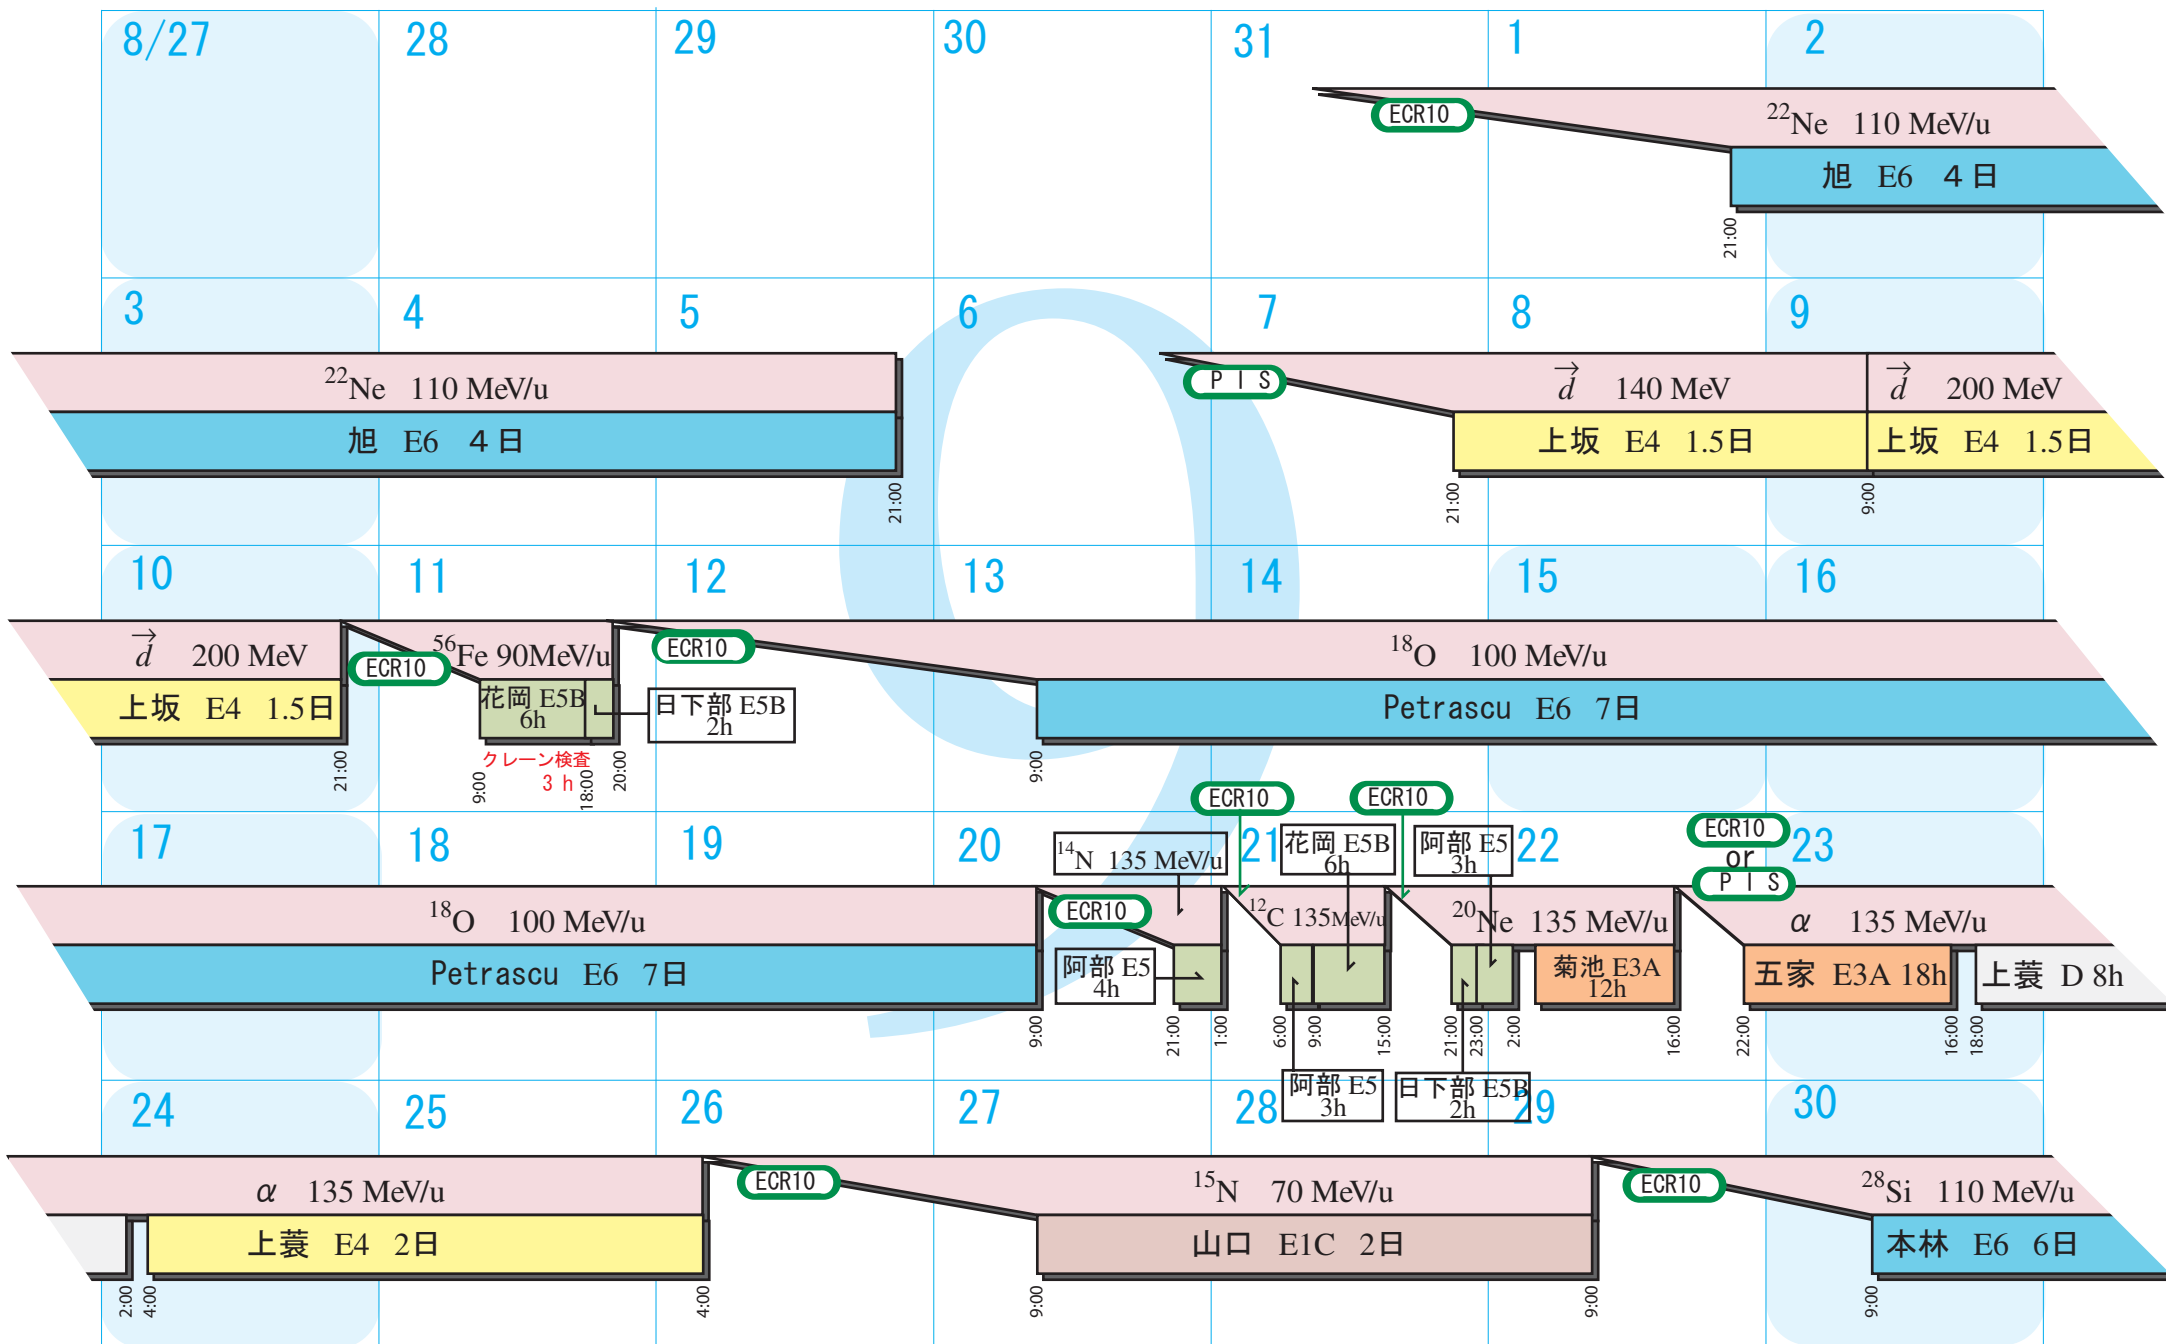 8/27
28
29
30
31
1
2
ECR10
22Ne 110 MeV/u
旭 E6 4日
21:00
3
4
5
6
7
8
9
22Ne 110 MeV/u
旭 E6 4日
21:00
P I S
d 140 MeV
上坂 E4 1.5日
21:00
d 200 MeV
上坂 E4 1.5日
9:00
9
10
11
12
13
14
15
16
d 200 MeV
上坂 E4 1.5日
21:00
ECR10
56Fe 90MeV/u
花岡 E5B
6h
日下部 E5B
2h
クレーン検査
3 h
9:00
18:00
20:00
ECR10
18O 100 MeV/u
Petrascu E6 7日
9:00
17
18
19
20
21
22
23
18O 100 MeV/u
Petrascu E6 7日
9:00
14N 135 MeV/u
ECR10
阿部 E5
4h
21:00
1:00
ECR10
12C 135MeV/u
花岡 E5B
6h
阿部 E5
3h
6:00
9:00
15:00
ECR10
阿部 E5
3h
20Ne 135 MeV/u
日下部 E5B
2h
菊池 E3A
12h
21:00
23:00
2:00
16:00
ECR10
or
P I S
α 135 MeV/u
五家 E3A 18h
上蓑 D 8h
22:00
16:00
18:00
24
25
26
27
28
29
30
α 135 MeV/u
上蓑 E4 2日
2:00
4:00
4:00
ECR10
15N 70 MeV/u
山口 E1C 2日
9:00
9:00
ECR10
28Si 110 MeV/u
本林 E6 6日
9:00